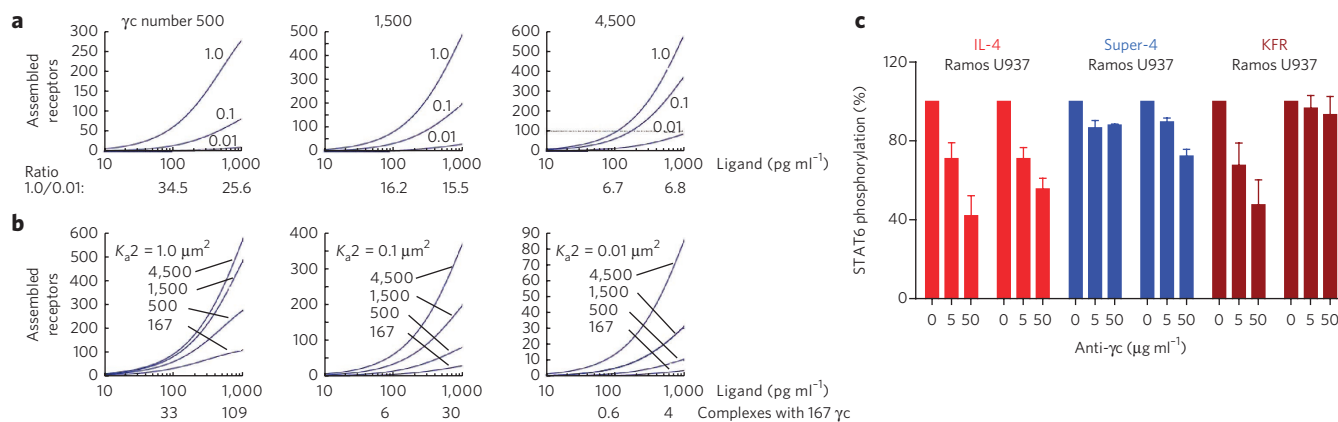 a
γc number 500
1,500
4,500
Assembled receptors
300
250
200
150
100
50
0
1.0
0.1
0.01
10 100 1,000
500
400
300
200
100
0
1.0
0.1
0.01
10 100 1,000
600
500
400
300
200
100
0
1.0
0.1
0.01
10 100 1,000
Ligand (pg ml⁻¹)
Ratio
1.0/0.01: 34.5 25.6 16.2 15.5 6.7 6.8
b
Assembled receptors
600
500
400
300
200
100
0
Kₐ2 = 1.0 μm²
4,500
1,500
500
167
10 100 1,000
400
300
200
100
0
Kₐ2 = 0.1 μm²
4,500
1,500
500
167
10 100 1,000
90
80
70
60
50
40
30
20
10
0
Kₐ2 = 0.01 μm²
4,500
1,500
500
167
10 100 1,000
Ligand (pg ml⁻¹)
33 109 6 30 0.6 4 Complexes with 167 γc
c
IL-4 Super-4 KFR
Ramos U937 Ramos U937 Ramos U937
STAT6 phosphorylation (%)
120
80
40
0
0 5 50 0 5 50 0 5 50 0 5 50 0 5 50 0 5 50
Anti-γc (μg ml⁻¹)